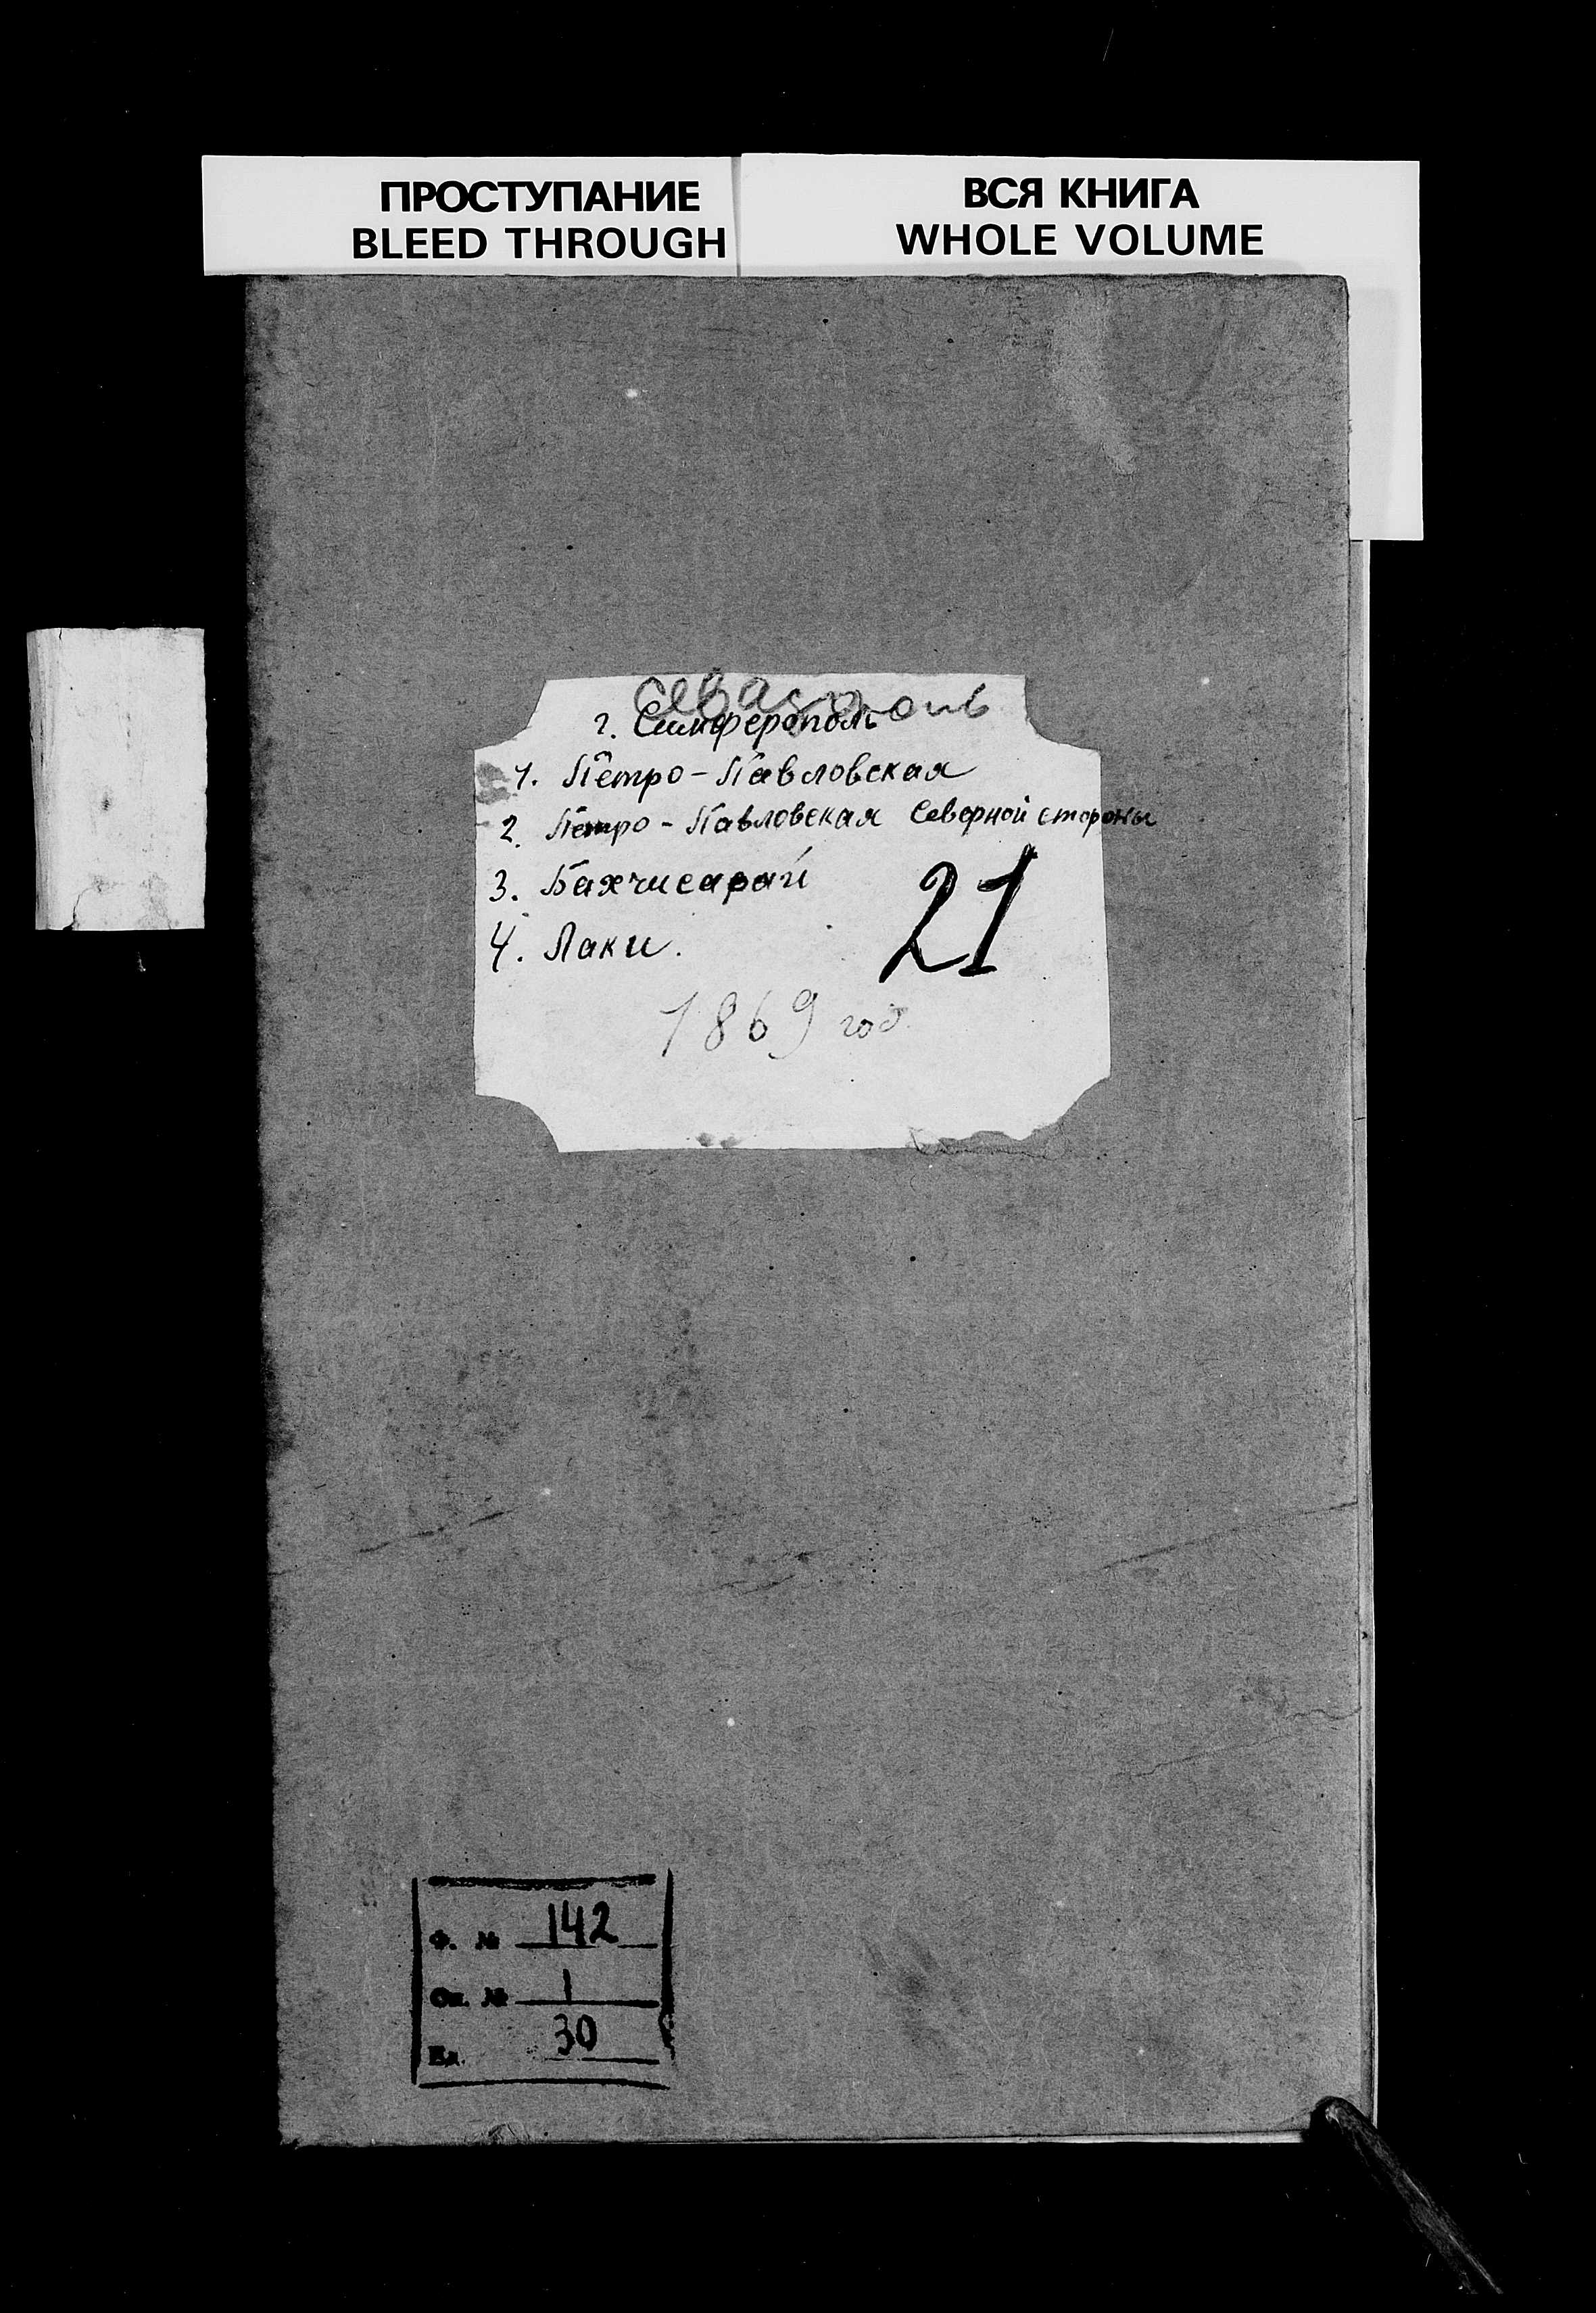 ПРОСТУПАНИЕ
BLEED THROUGH
ВСЯ КНИГА
WHOLE VOLUME
Севастополь
г. Симферополь
1. Петро-Павловская
2. Петро-Павловская Северной стороны
3. Бахчисарай
4. Лаки.
21
1869 год
Ф. № 142
Оп. № 1
Ед. 30